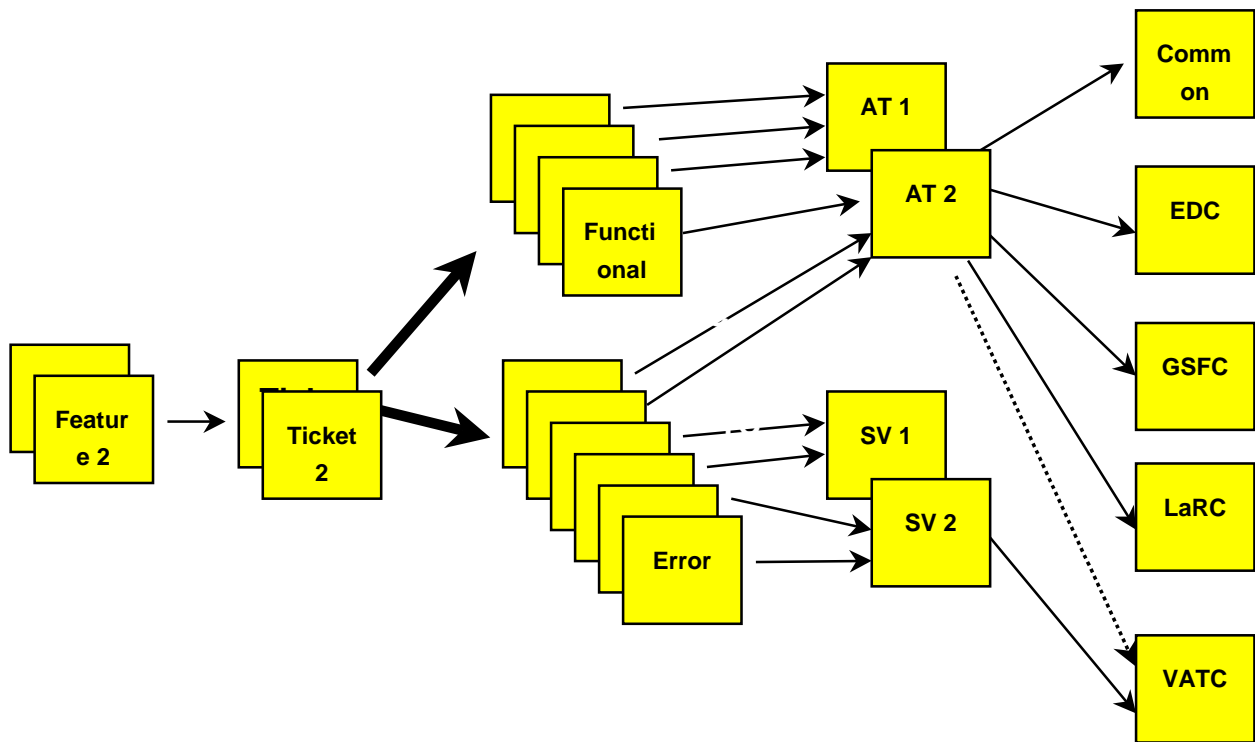 Comm
on
AT 1
AT 2
EDC
Functi
onal
GSFC
Featur
e 2
Ticket
2
SV 1
SV 2
LaRC
Error
VATC